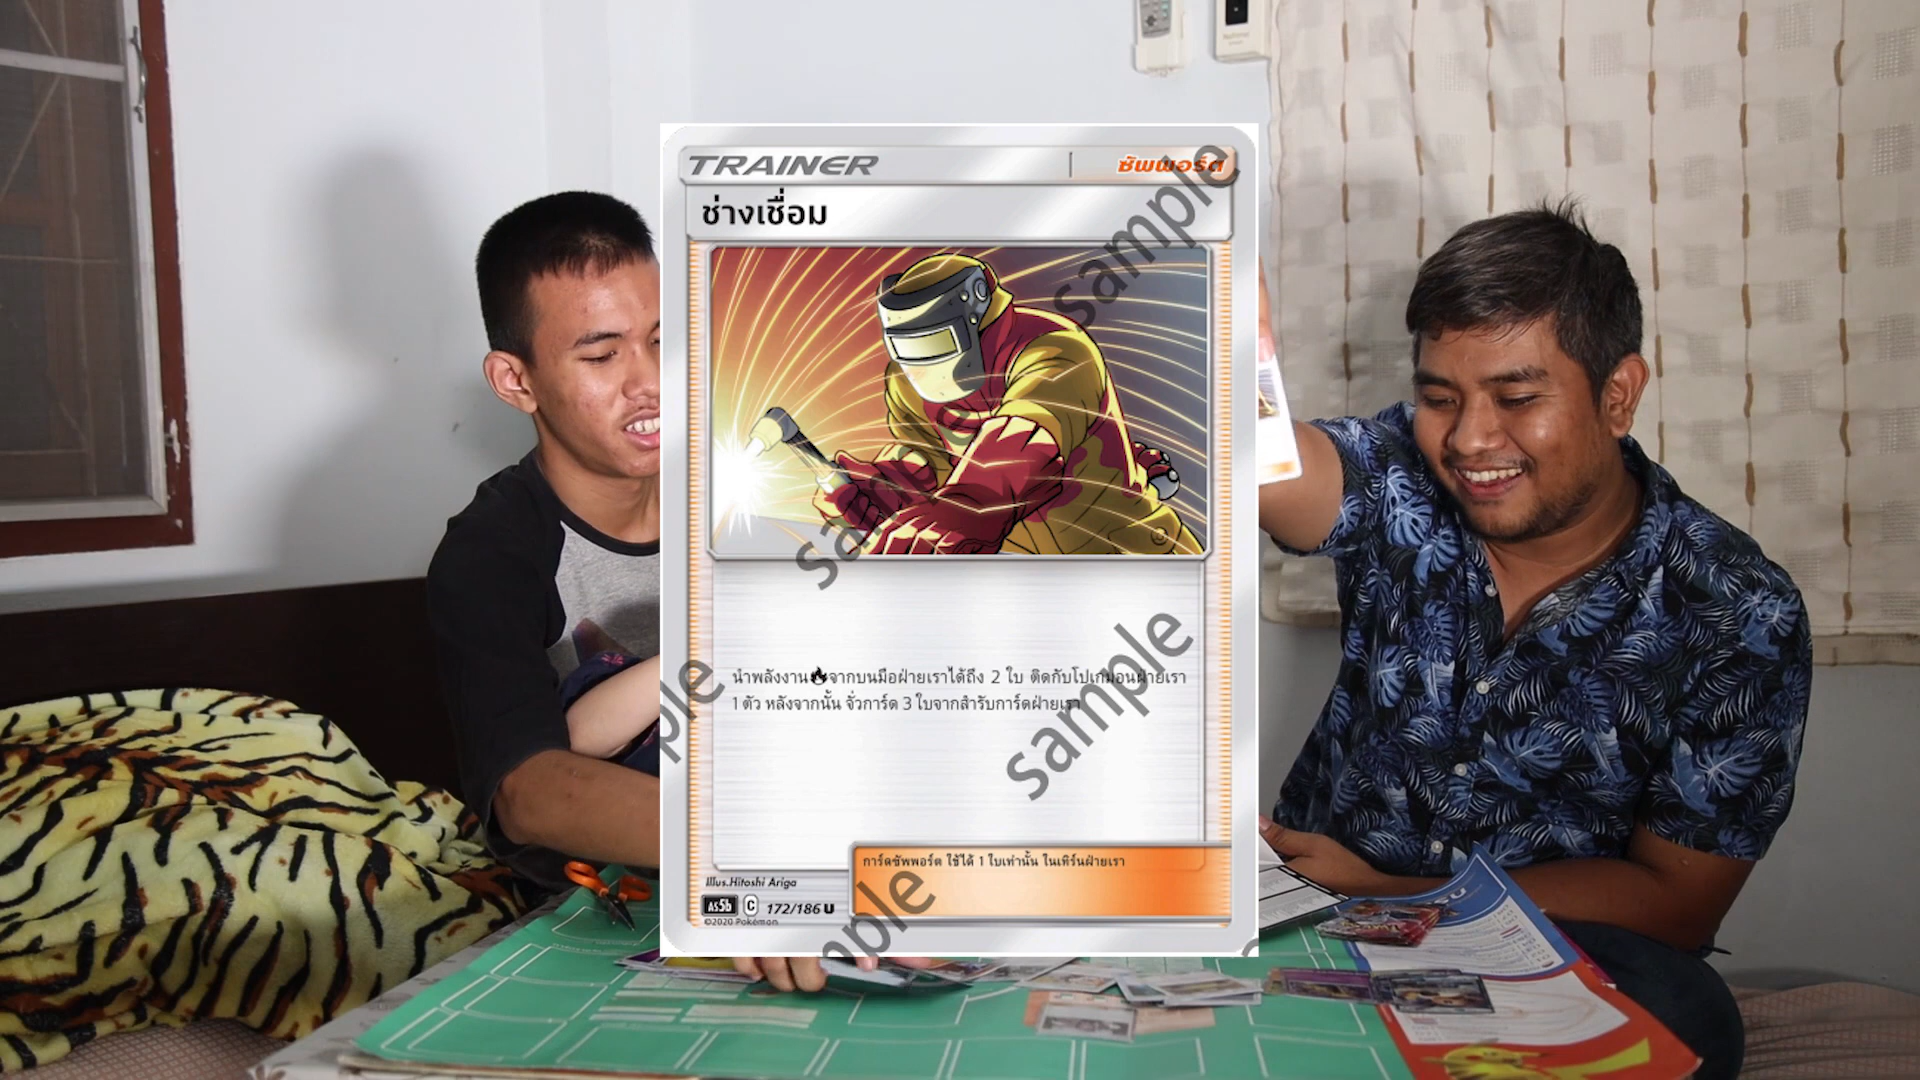 TRAINER
ซัพพอร์ต
ช่างเชื่อม
sample
sample
นำพลังงาน🔥จากบนมือฝ่ายเราได้ถึง 2 ใบ ติดกับโปเกมอนฝ่ายเรา
1 ตัว หลังจากนั้น จั่วการ์ด 3 ใบจากสำรับการ์ดฝ่ายเรา
sample
ple
การ์ดซัพพอร์ต ใช้ได้ 1 ใบเท่านั้น ในเทิร์นฝ่ายเรา
Illus.Hitoshi Ariga
AS5b C 172/186 U
©2020 Pokémon
mple